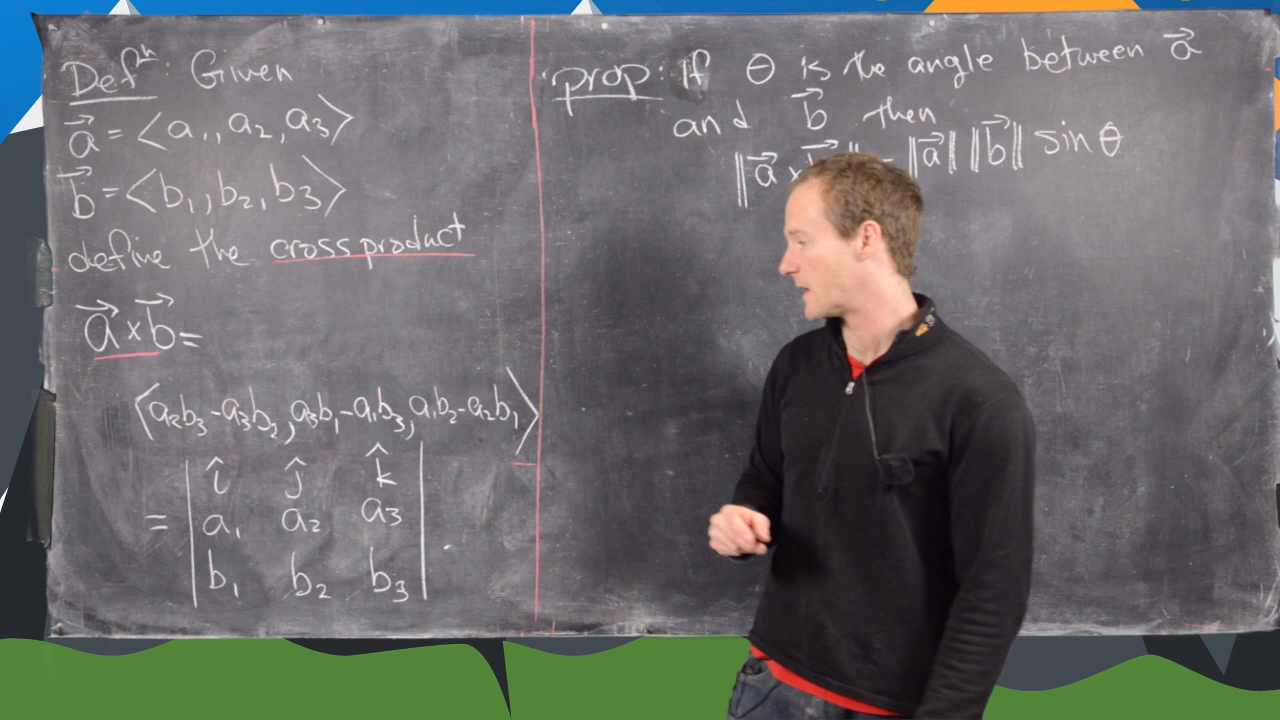 Defⁿ: Given
a⃗ = ⟨a₁, a₂, a₃⟩
b⃗ = ⟨b₁, b₂, b₃⟩
define the cross product
a⃗ × b⃗ =
⟨a₂b₃ - a₃b₂, a₃b₁ - a₁b₃, a₁b₂ - a₂b₁⟩
= | î ĵ k̂ |
| a₁ a₂ a₃ |
| b₁ b₂ b₃ |
prop: If θ is the angle between a⃗
and b⃗ then
‖a⃗ × b⃗‖ = ‖a⃗‖ ‖b⃗‖ sin θ